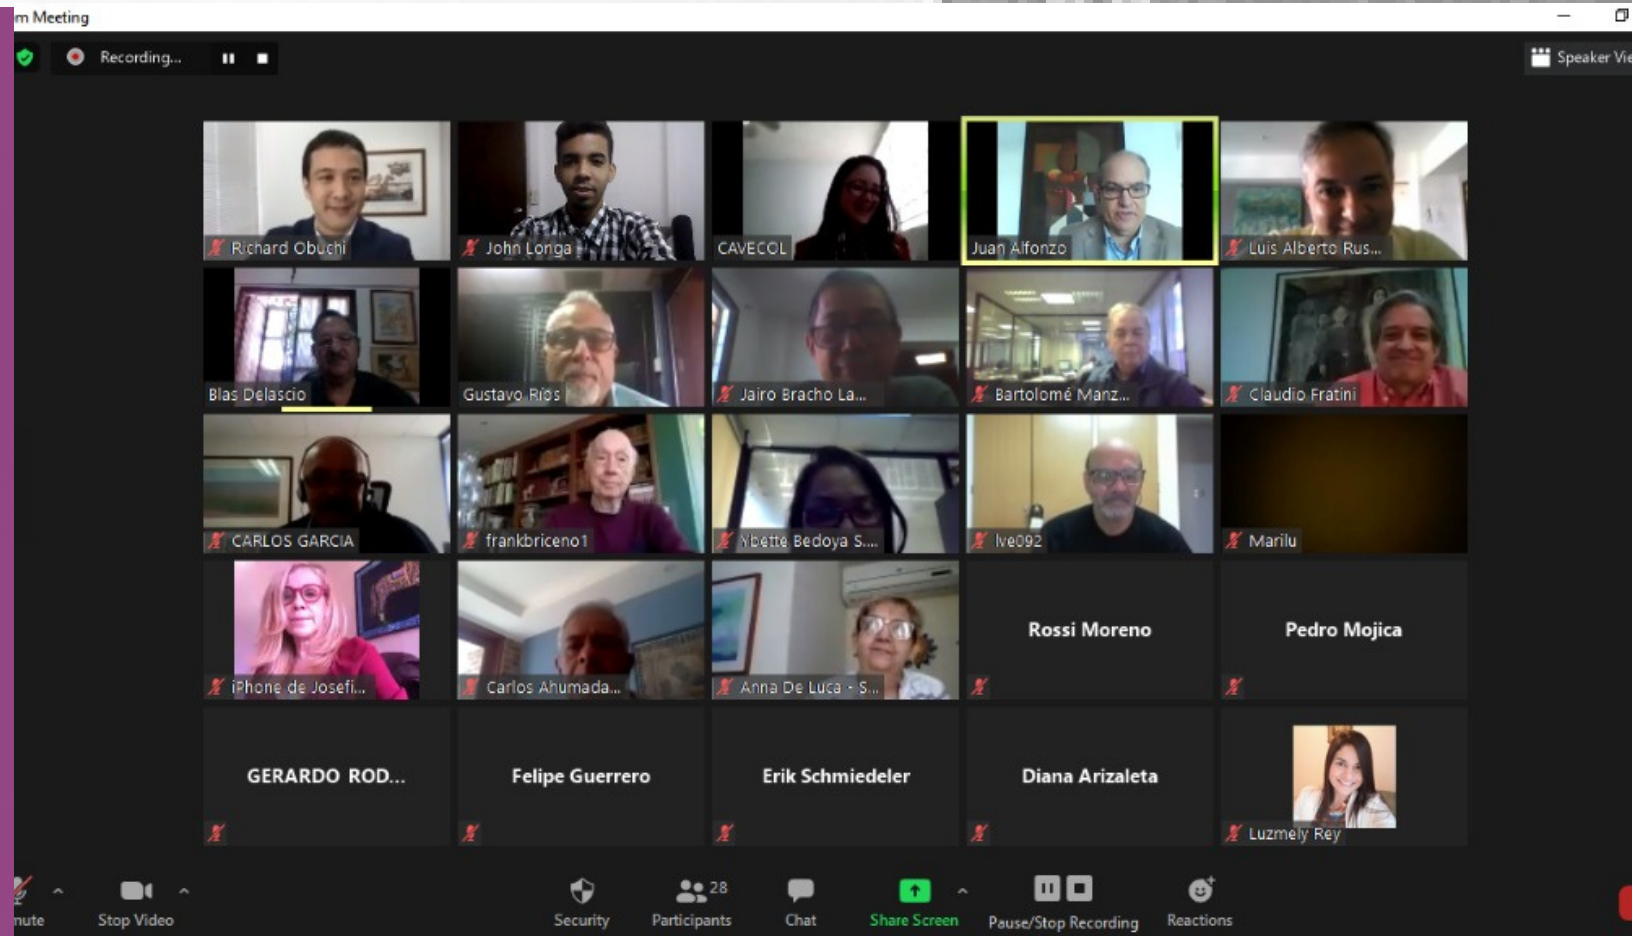 om Meeting
Recording...
Speaker Vie
Richard Obuchi
John Longa
CAVECOL
Juan Alfonzo
Luis Alberto Rus...
Blas Delascio
Gustavo Ríos
Jairo Bracho La...
Bartolomé Manz...
Claudio Fratini
CARLOS GARCIA
frankbriceno1
Ybette Bedoya S....
lve092
Marilu
iPhone de Josefi...
Carlos Ahumada...
Anna De Luca - S...
Rossi Moreno
Pedro Mojica
GERARDO ROD...
Felipe Guerrero
Erik Schmiedeler
Diana Arizaleta
Luzmely Rey
28
mute
Stop Video
Security
Participants
Chat
Share Screen
Pause/Stop Recording
Reactions